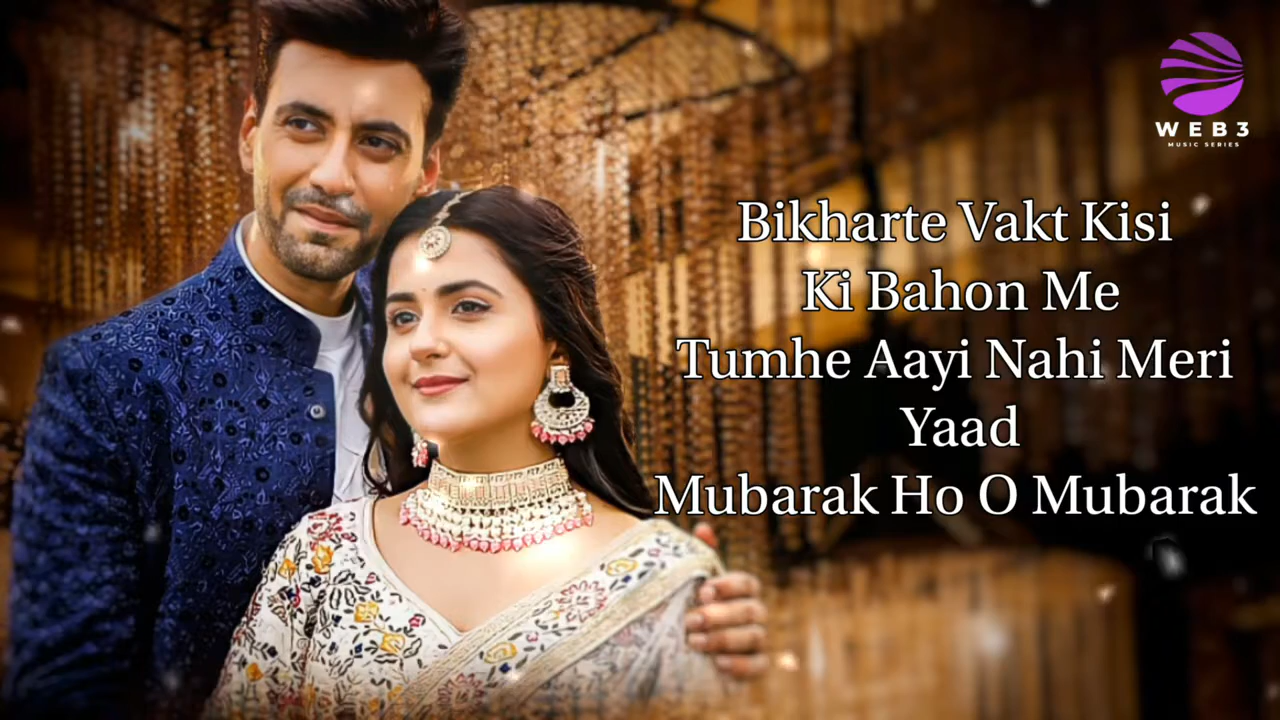 WEB3
MUSIC SERIES
Bikharte Vakt Kisi
Ki Bahon Me
Tumhe Aayi Nahi Meri
Yaad
Mubarak Ho O Mubarak